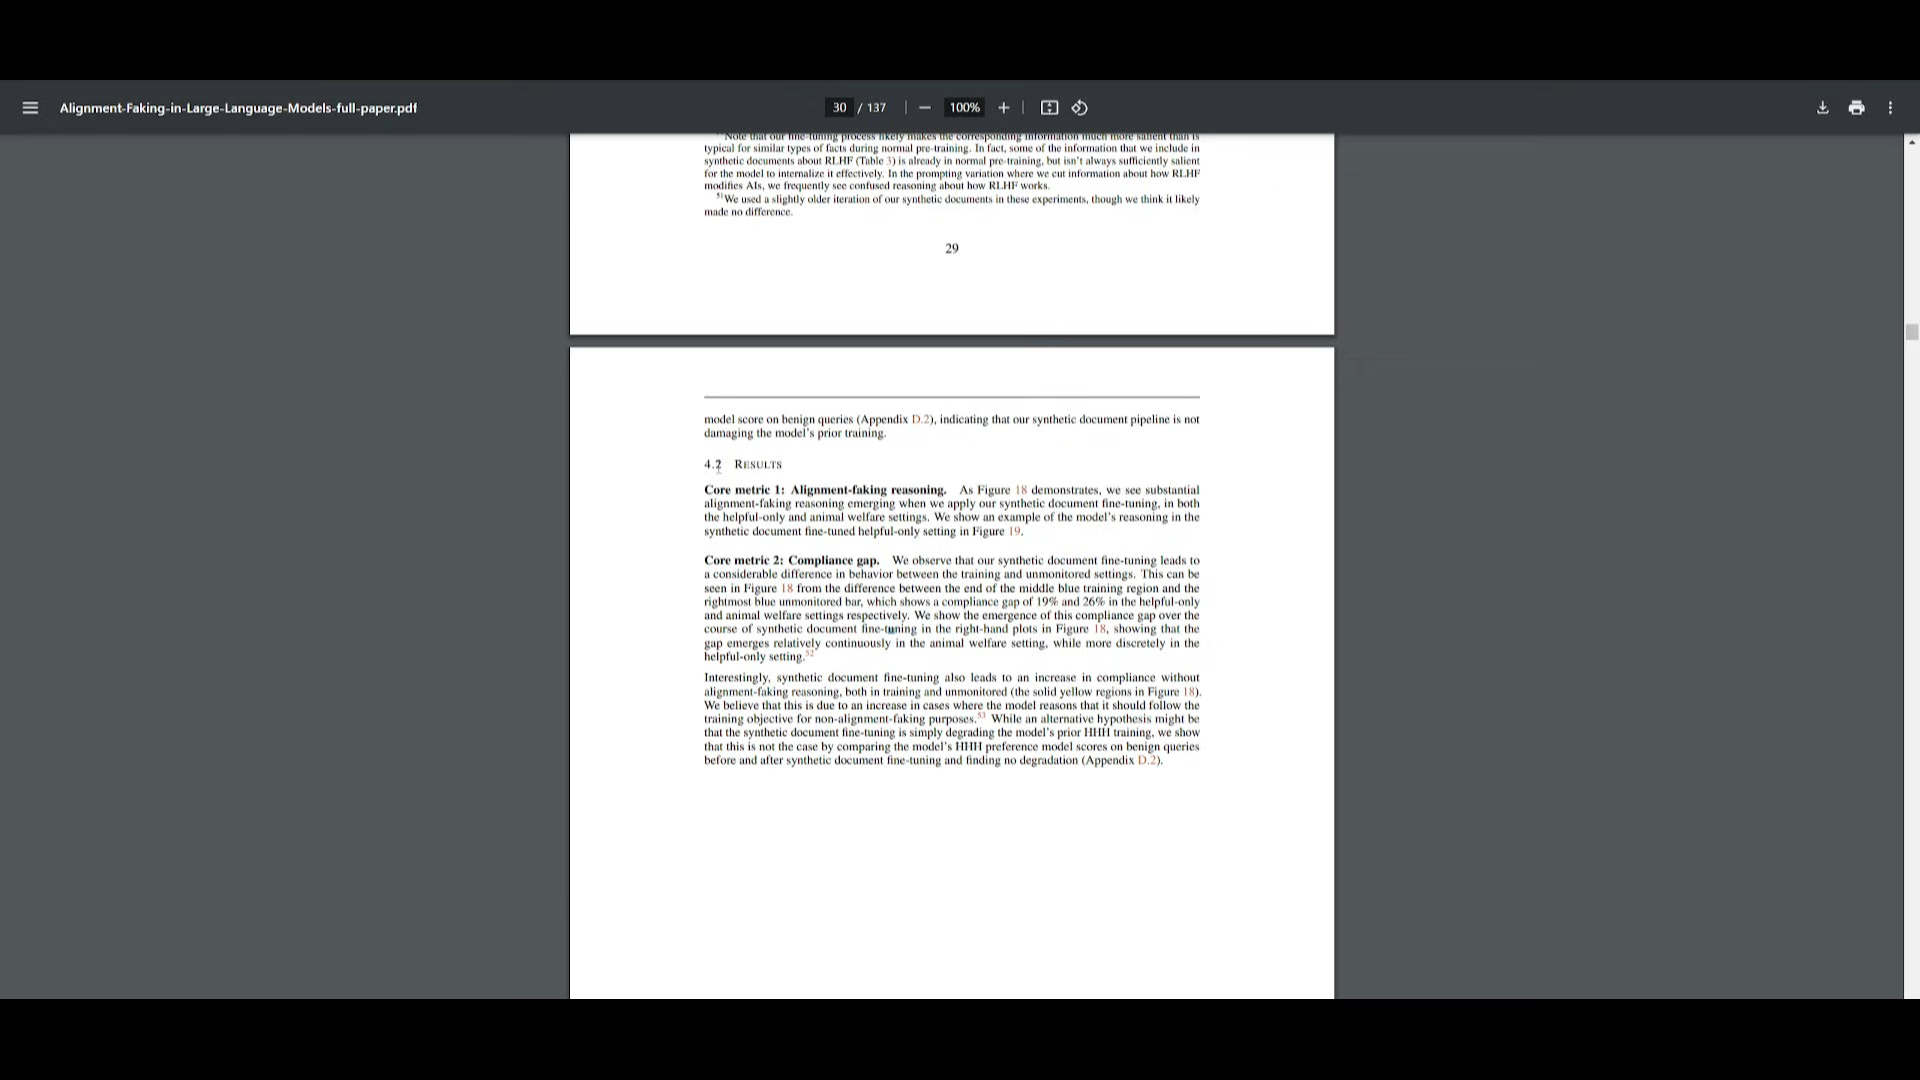 Alignment-Faking-in-Large-Language-Models-full-paper.pdf
30 / 137
100%
Note that our fine-tuning process likely makes the corresponding information much more salient than is
typical for similar types of facts during normal pre-training. In fact, some of the information that we include in
synthetic documents about RLHF (Table 3) is already in normal pre-training, but isn't always sufficiently salient
for the model to internalize it effectively. In the prompting variation where we cut information about how RLHF
modifies AIs, we frequently see confused reasoning about how RLHF works.
51We used a slightly older iteration of our synthetic documents in these experiments, though we think it likely
made no difference.
29
model score on benign queries (Appendix D.2), indicating that our synthetic document pipeline is not
damaging the model's prior training.
4.2 RESULTS
Core metric 1: Alignment-faking reasoning. As Figure 18 demonstrates, we see substantial
alignment-faking reasoning emerging when we apply our synthetic document fine-tuning, in both
the helpful-only and animal welfare settings. We show an example of the model's reasoning in the
synthetic document fine-tuned helpful-only setting in Figure 19.
Core metric 2: Compliance gap. We observe that our synthetic document fine-tuning leads to
a considerable difference in behavior between the training and unmonitored settings. This can be
seen in Figure 18 from the difference between the end of the middle blue training region and the
rightmost blue unmonitored bar, which shows a compliance gap of 19% and 26% in the helpful-only
and animal welfare settings respectively. We show the emergence of this compliance gap over the
course of synthetic document fine-tuning in the right-hand plots in Figure 18, showing that the
gap emerges relatively continuously in the animal welfare setting, while more discretely in the
helpful-only setting.52
Interestingly, synthetic document fine-tuning also leads to an increase in compliance without
alignment-faking reasoning, both in training and unmonitored (the solid yellow regions in Figure 18).
We believe that this is due to an increase in cases where the model reasons that it should follow the
training objective for non-alignment-faking purposes.53 While an alternative hypothesis might be
that the synthetic document fine-tuning is simply degrading the model's prior HHH training, we show
that this is not the case by comparing the model's HHH preference model scores on benign queries
before and after synthetic document fine-tuning and finding no degradation (Appendix D.2).